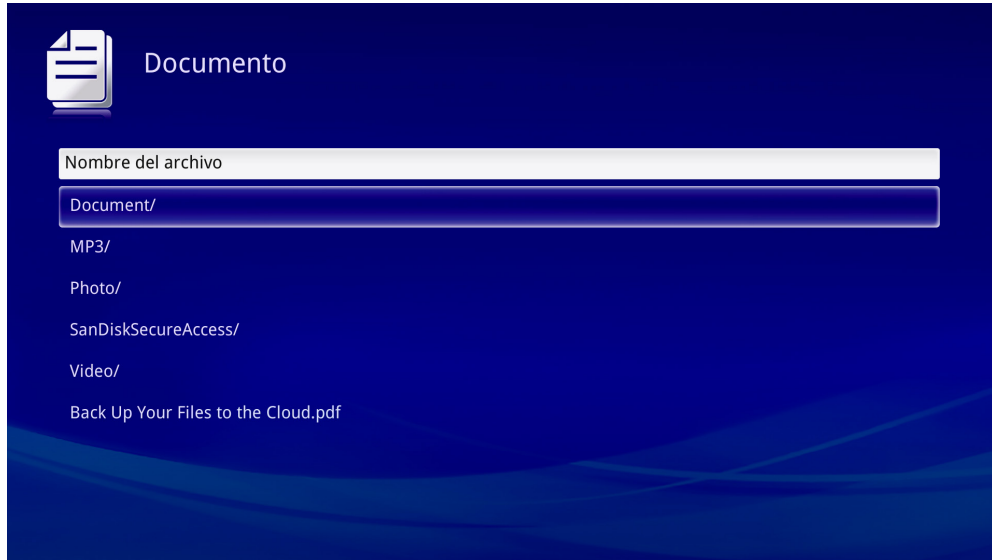 Documento
Nombre del archivo
Document/
MP3/
Photo/
SanDiskSecureAccess/
Video/
Back Up Your Files to the Cloud.pdf